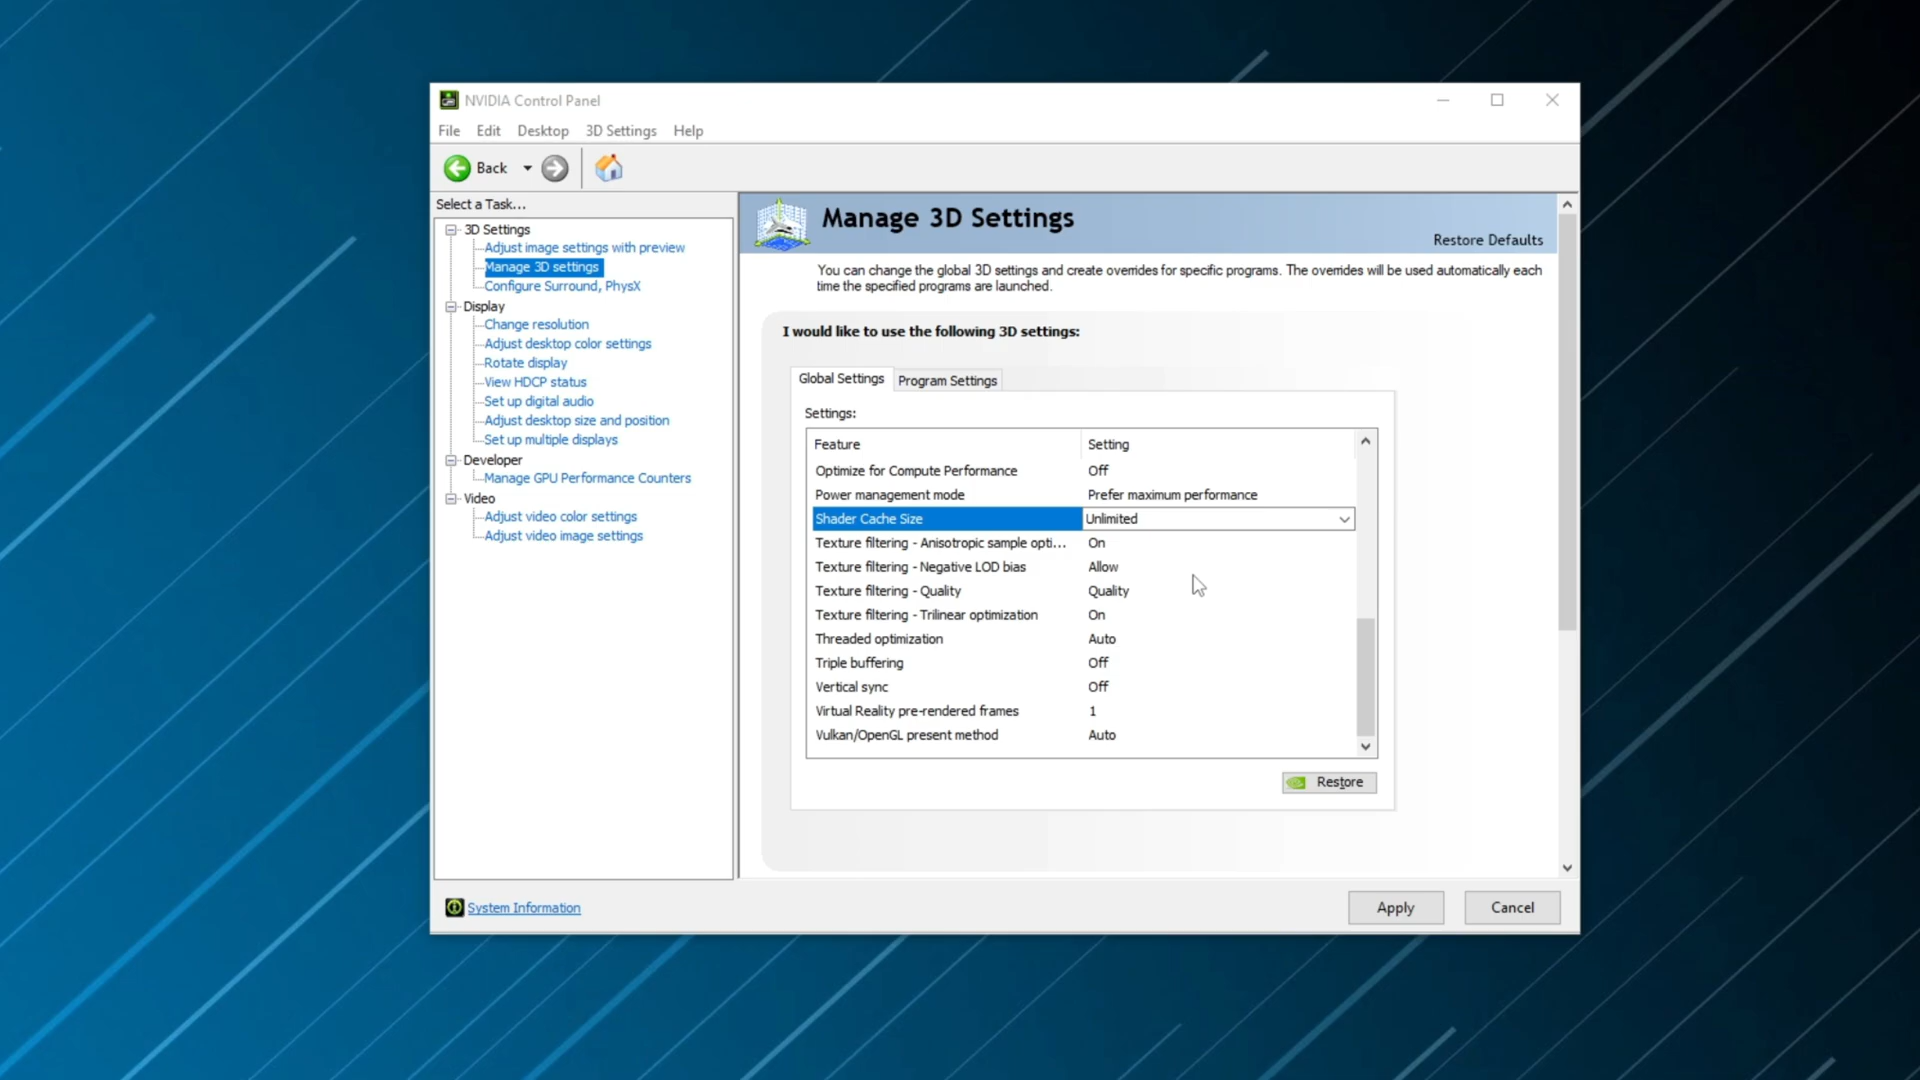 NVIDIA Control Panel
File Edit Desktop 3D Settings Help
Back
Select a Task...
3D Settings
Adjust image settings with preview
Manage 3D settings
Configure Surround, PhysX
Display
Change resolution
Adjust desktop color settings
Rotate display
View HDCP status
Set up digital audio
Adjust desktop size and position
Set up multiple displays
Developer
Manage GPU Performance Counters
Video
Adjust video color settings
Adjust video image settings
System Information
Manage 3D Settings
Restore Defaults
You can change the global 3D settings and create overrides for specific programs. The overrides will be used automatically each
time the specified programs are launched.
I would like to use the following 3D settings:
Global Settings Program Settings
Settings:
Feature Setting
Optimize for Compute Performance Off
Power management mode Prefer maximum performance
Shader Cache Size Unlimited
Texture filtering - Anisotropic sample opti... On
Texture filtering - Negative LOD bias Allow
Texture filtering - Quality Quality
Texture filtering - Trilinear optimization On
Threaded optimization Auto
Triple buffering Off
Vertical sync Off
Virtual Reality pre-rendered frames 1
Vulkan/OpenGL present method Auto
Restore
Apply Cancel